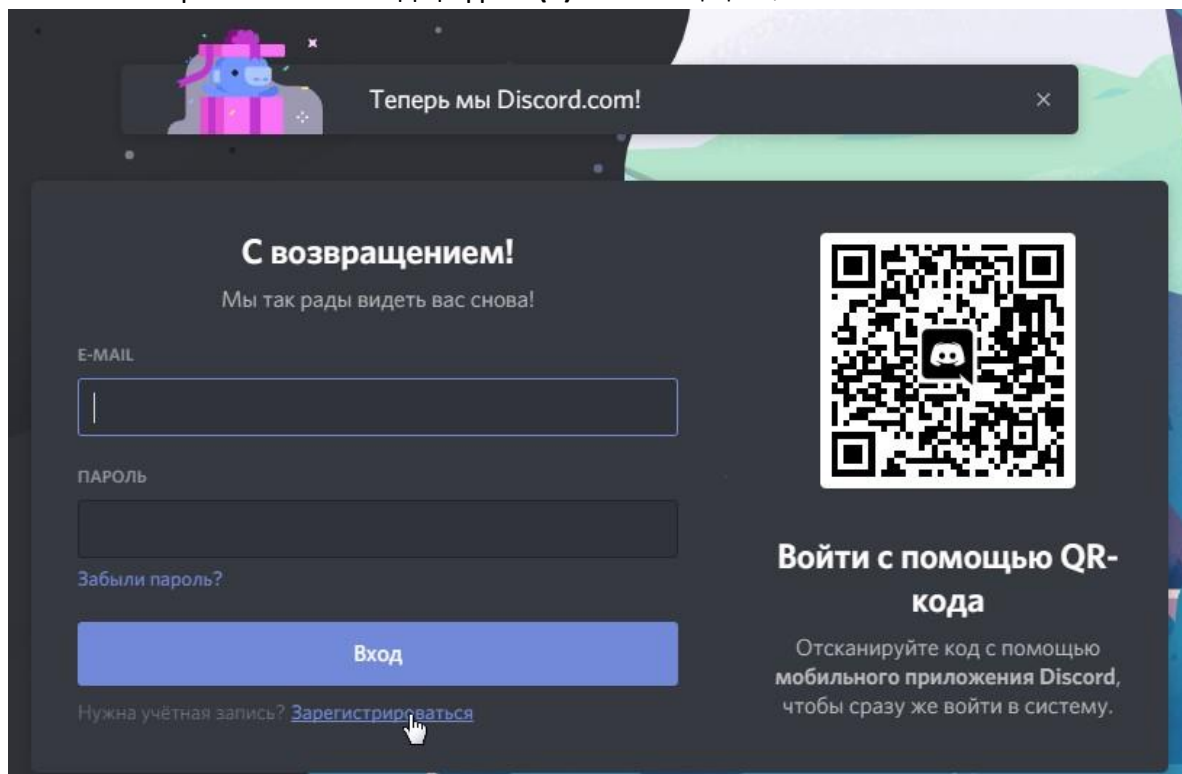 Теперь мы Discord.com!
С возвращением!
Мы так рады видеть вас снова!
E-MAIL
ПАРОЛЬ
Забыли пароль?
Вход
Нужна учётная запись? Зарегистрироваться
Войти с помощью QR-
кода
Отсканируйте код с помощью
мобильного приложения Discord,
чтобы сразу же войти в систему.